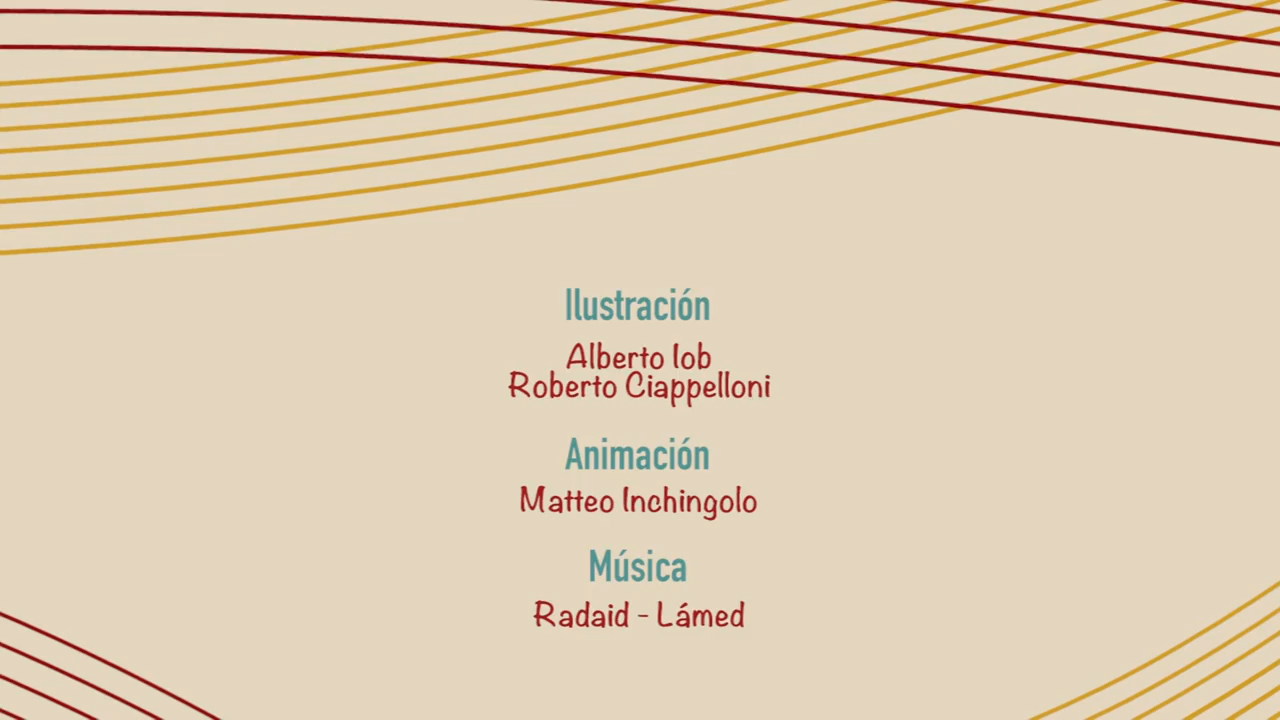 Ilustración
Alberto Iob
Roberto Ciappelloni
Animación
Matteo Inchingolo
Música
Radaid - Lámed